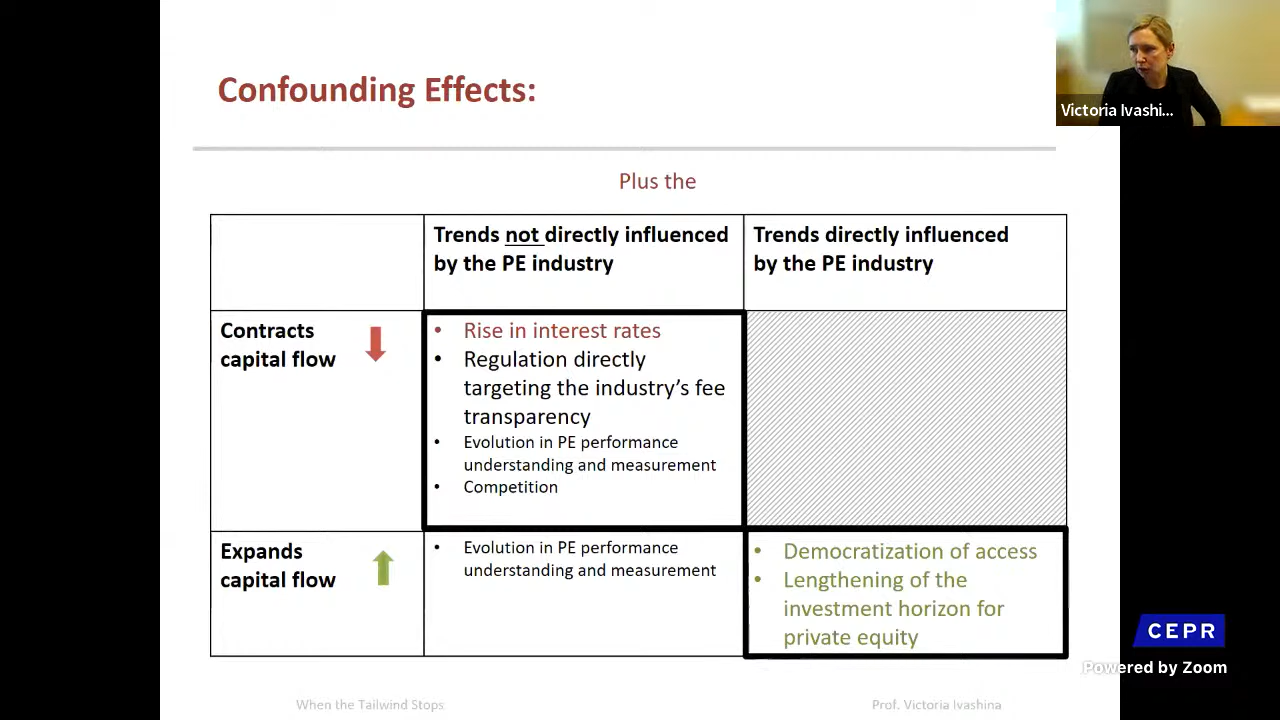 Confounding Effects:
Victoria Ivashi...
Plus the
Trends not directly influenced
by the PE industry
Trends directly influenced
by the PE industry
Contracts
capital flow
• Rise in interest rates
• Regulation directly
targeting the industry's fee
transparency
• Evolution in PE performance
understanding and measurement
• Competition
Expands
capital flow
• Evolution in PE performance
understanding and measurement
• Democratization of access
• Lengthening of the
investment horizon for
private equity
CEPR
Powered by Zoom
When the Tailwind Stops
Prof. Victoria Ivashina